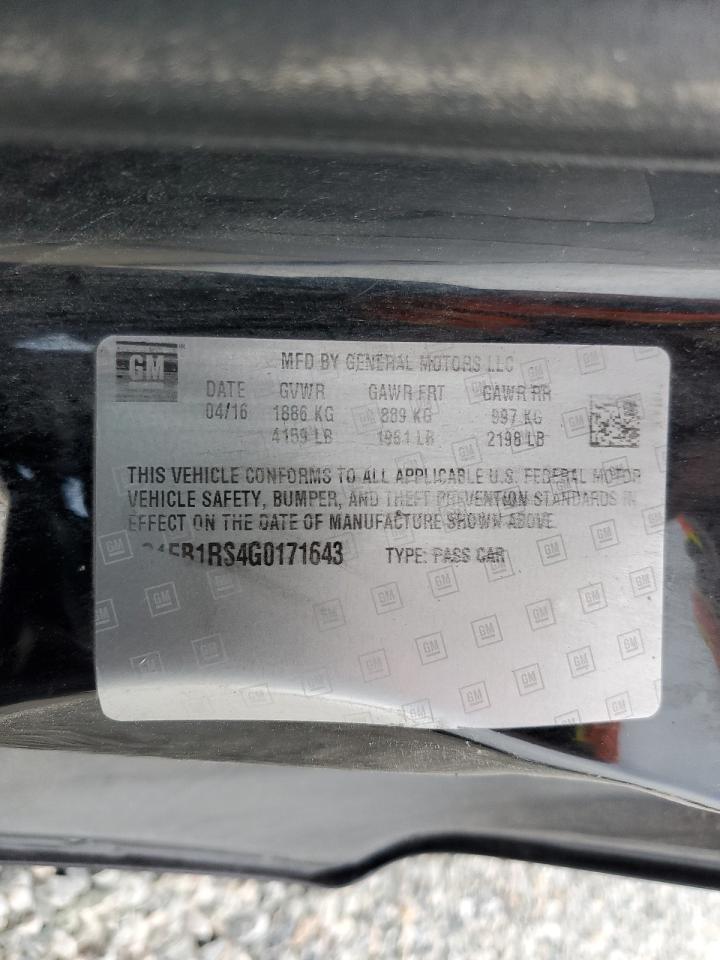 GM
MFD BY GENERAL MOTORS LLC
DATE GVWR GAWR FRT GAWR RR
04/16 1886 KG 889 KG 997 KG
4159 LB 1961 LB 2198 LB
THIS VEHICLE CONFORMS TO ALL APPLICABLE U.S. FEDERAL MOTOR
VEHICLE SAFETY, BUMPER, AND THEFT PREVENTION STANDARDS IN
EFFECT ON THE DATE OF MANUFACTURE SHOWN ABOVE.
B1RS4G0171643 TYPE: PASS CAR